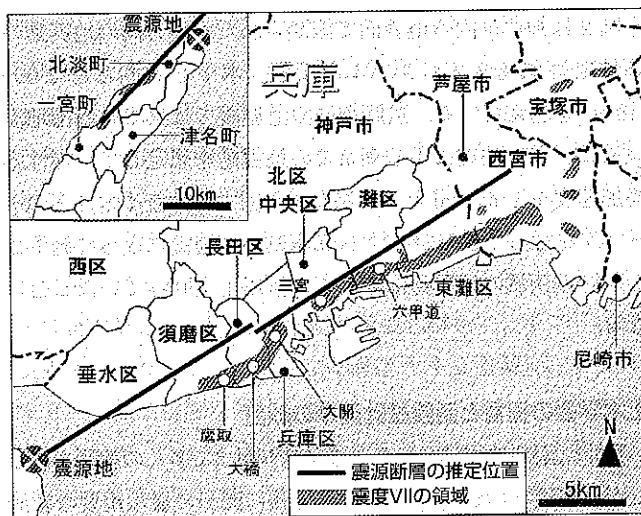 震源地
北淡町
一宮町
津名町
10km
兵庫
芦屋市
宝塚市
神戸市
西宮市
北区
灘区
中央区
長田区
西区
三宮
東灘区
須磨区
六甲道
垂水区
尼崎市
大開
鷹取
兵庫区
大橋
震源地
N
震源断層の推定位置
震度VIIの領域
5km